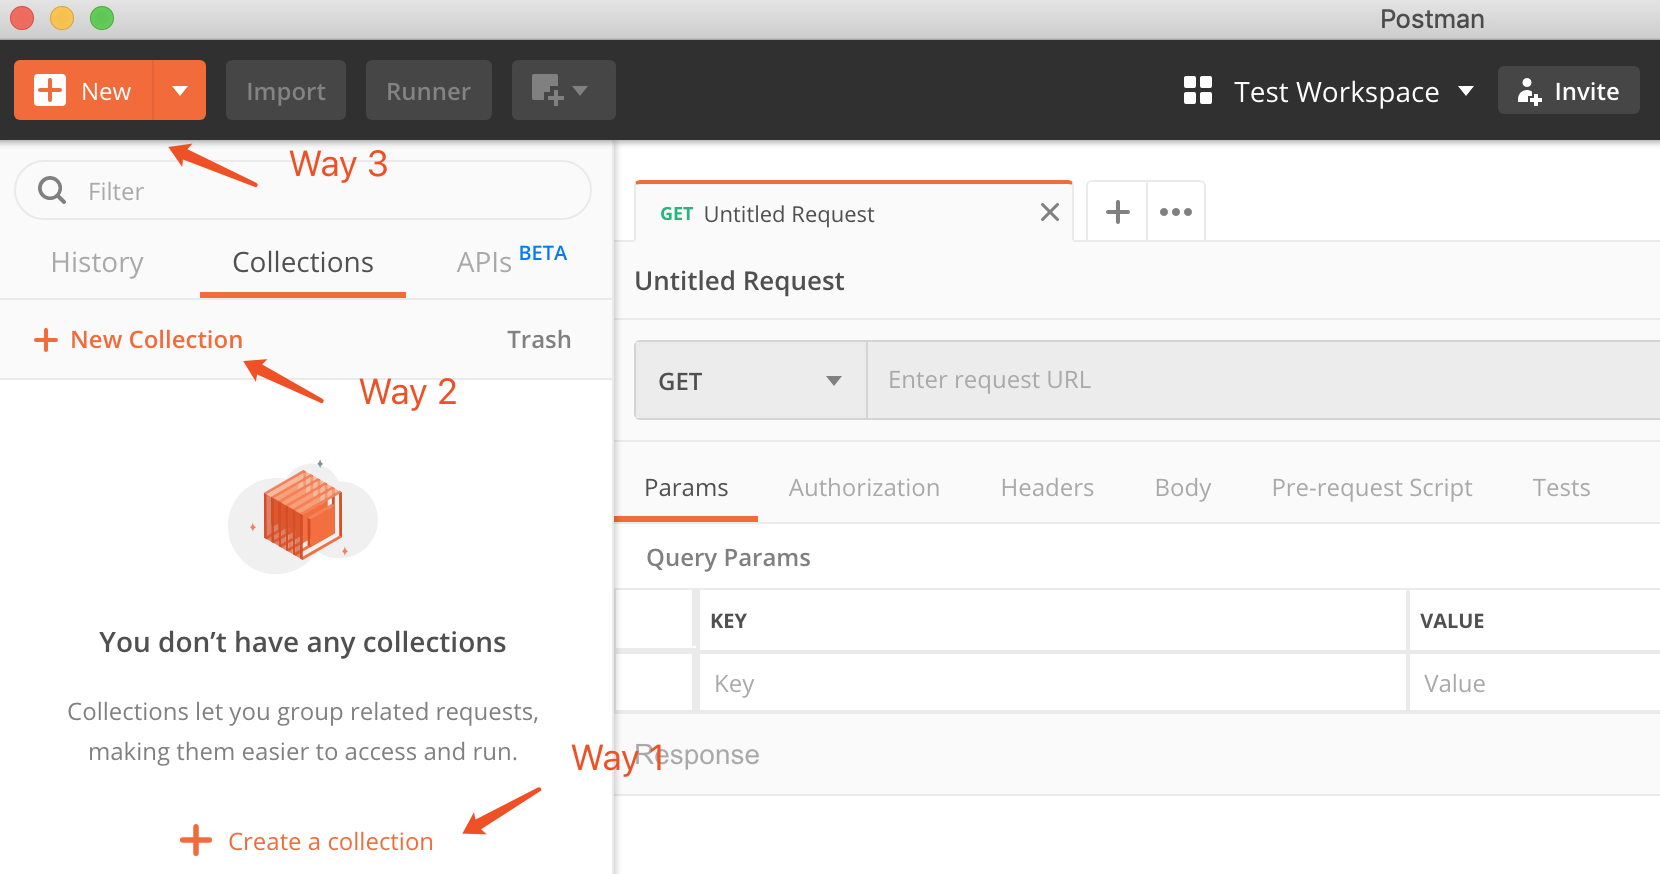 Postman
New
Import
Runner
Test Workspace
Invite
Way 3
Filter
History
Collections
APIs BETA
New Collection
Trash
Way 2
You don’t have any collections
Collections let you group related requests,
making them easier to access and run.
Way 1
Create a collection
GET Untitled Request
Untitled Request
GET
Enter request URL
Params
Authorization
Headers
Body
Pre-request Script
Tests
Query Params
KEY
VALUE
Key
Value
Response